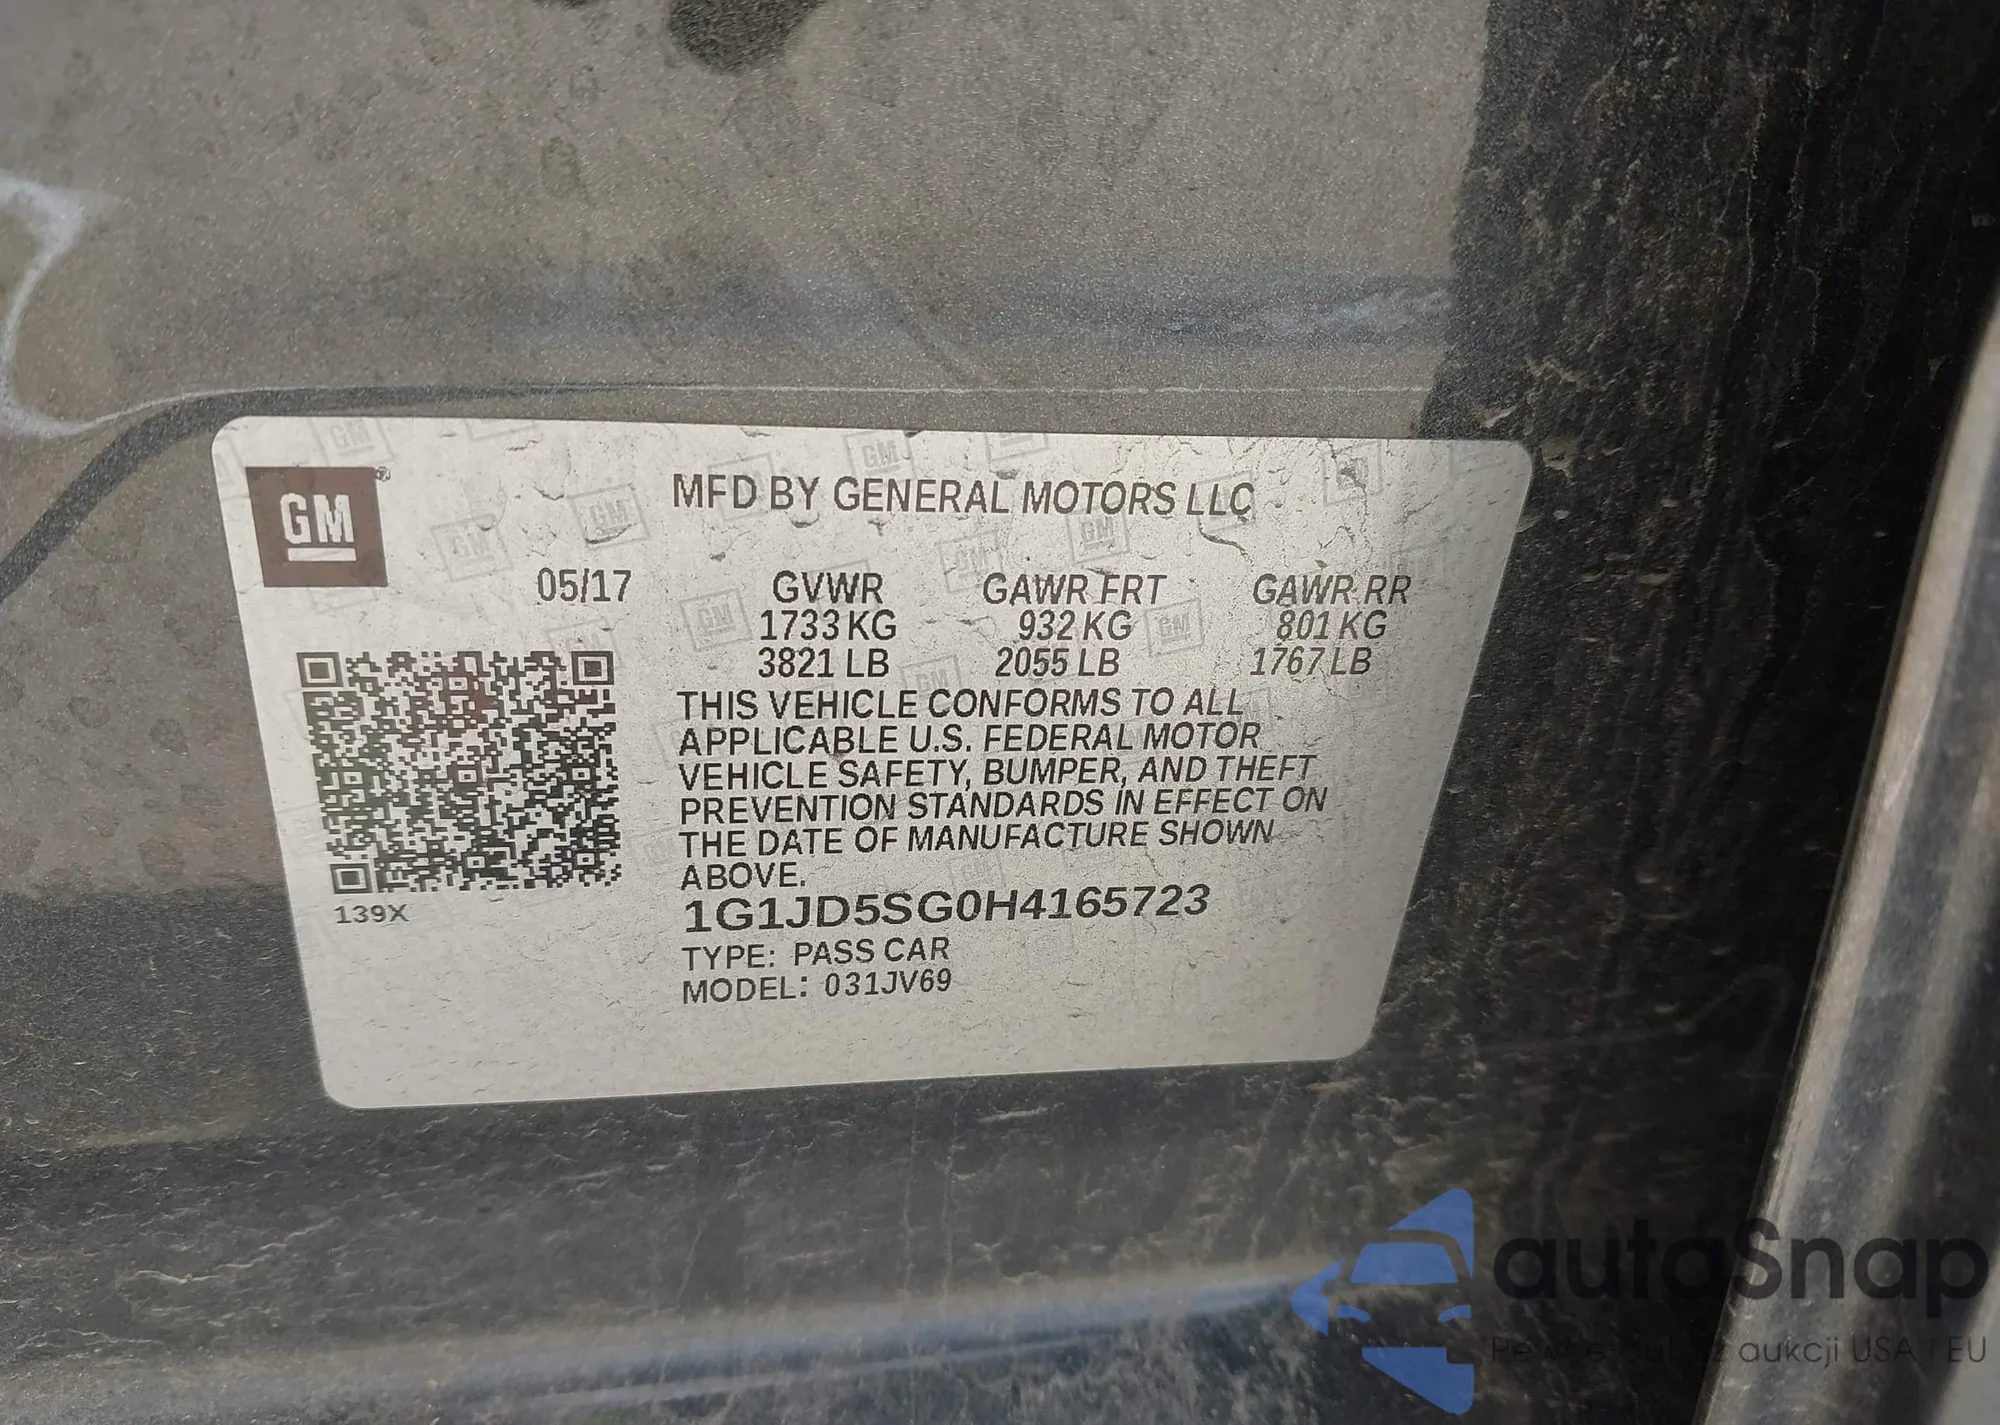 GM
MFD BY GENERAL MOTORS LLC
05/17 GVWR GAWR FRT GAWR RR
1733 KG 932 KG 801 KG
3821 LB 2055 LB 1767 LB
THIS VEHICLE CONFORMS TO ALL
APPLICABLE U.S. FEDERAL MOTOR
VEHICLE SAFETY, BUMPER, AND THEFT
PREVENTION STANDARDS IN EFFECT ON
THE DATE OF MANUFACTURE SHOWN
ABOVE.
139X
1G1JD5SG0H4165723
TYPE: PASS CAR
MODEL: 031JV69
autoSnap
z aukcji USA i EU